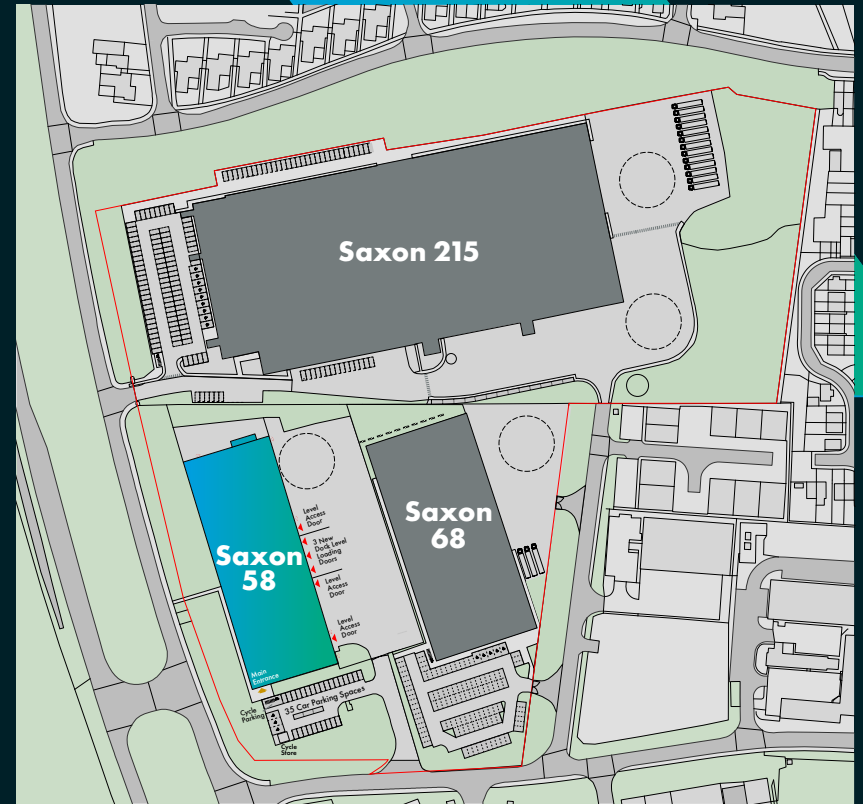 Saxon 215
Saxon
68
Saxon
58
Level
Access
Door
3 New
Dock Level
Loading
Doors
Level
Access
Door
Level
Access
Door
Main
Entrance
Cycle
Parking
35 Car Parking Spaces
Cycle
Store